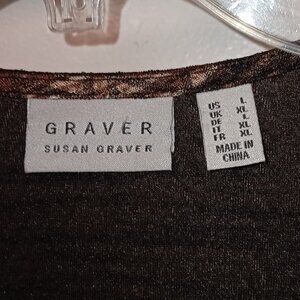 GRAVER
SUSAN GRAVER
US L
UK XL
DE L
IT XL
FR XL
MADE IN
CHINA